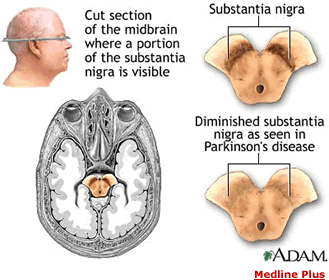 Cut section
of the midbrain
where a portion
of the substantia
nigra is visible
Substantia nigra
Diminished substantia
nigra as seen in
Parkinson's disease
ADAM.
Medline Plus